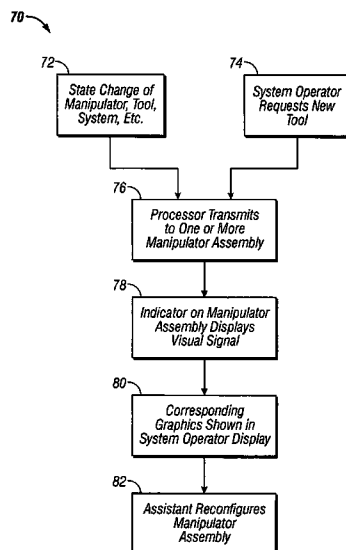 70
72
State Change of
Manipulator, Tool,
System, Etc.
74
System Operator
Requests New
Tool
76
Processor Transmits
to One or More
Manipulator Assembly
78
Indicator on Manipulator
Assembly Displays
Visual Signal
80
Corresponding
Graphics Shown in
System Operator Display
82
Assistant Reconfigures
Manipulator
Assembly